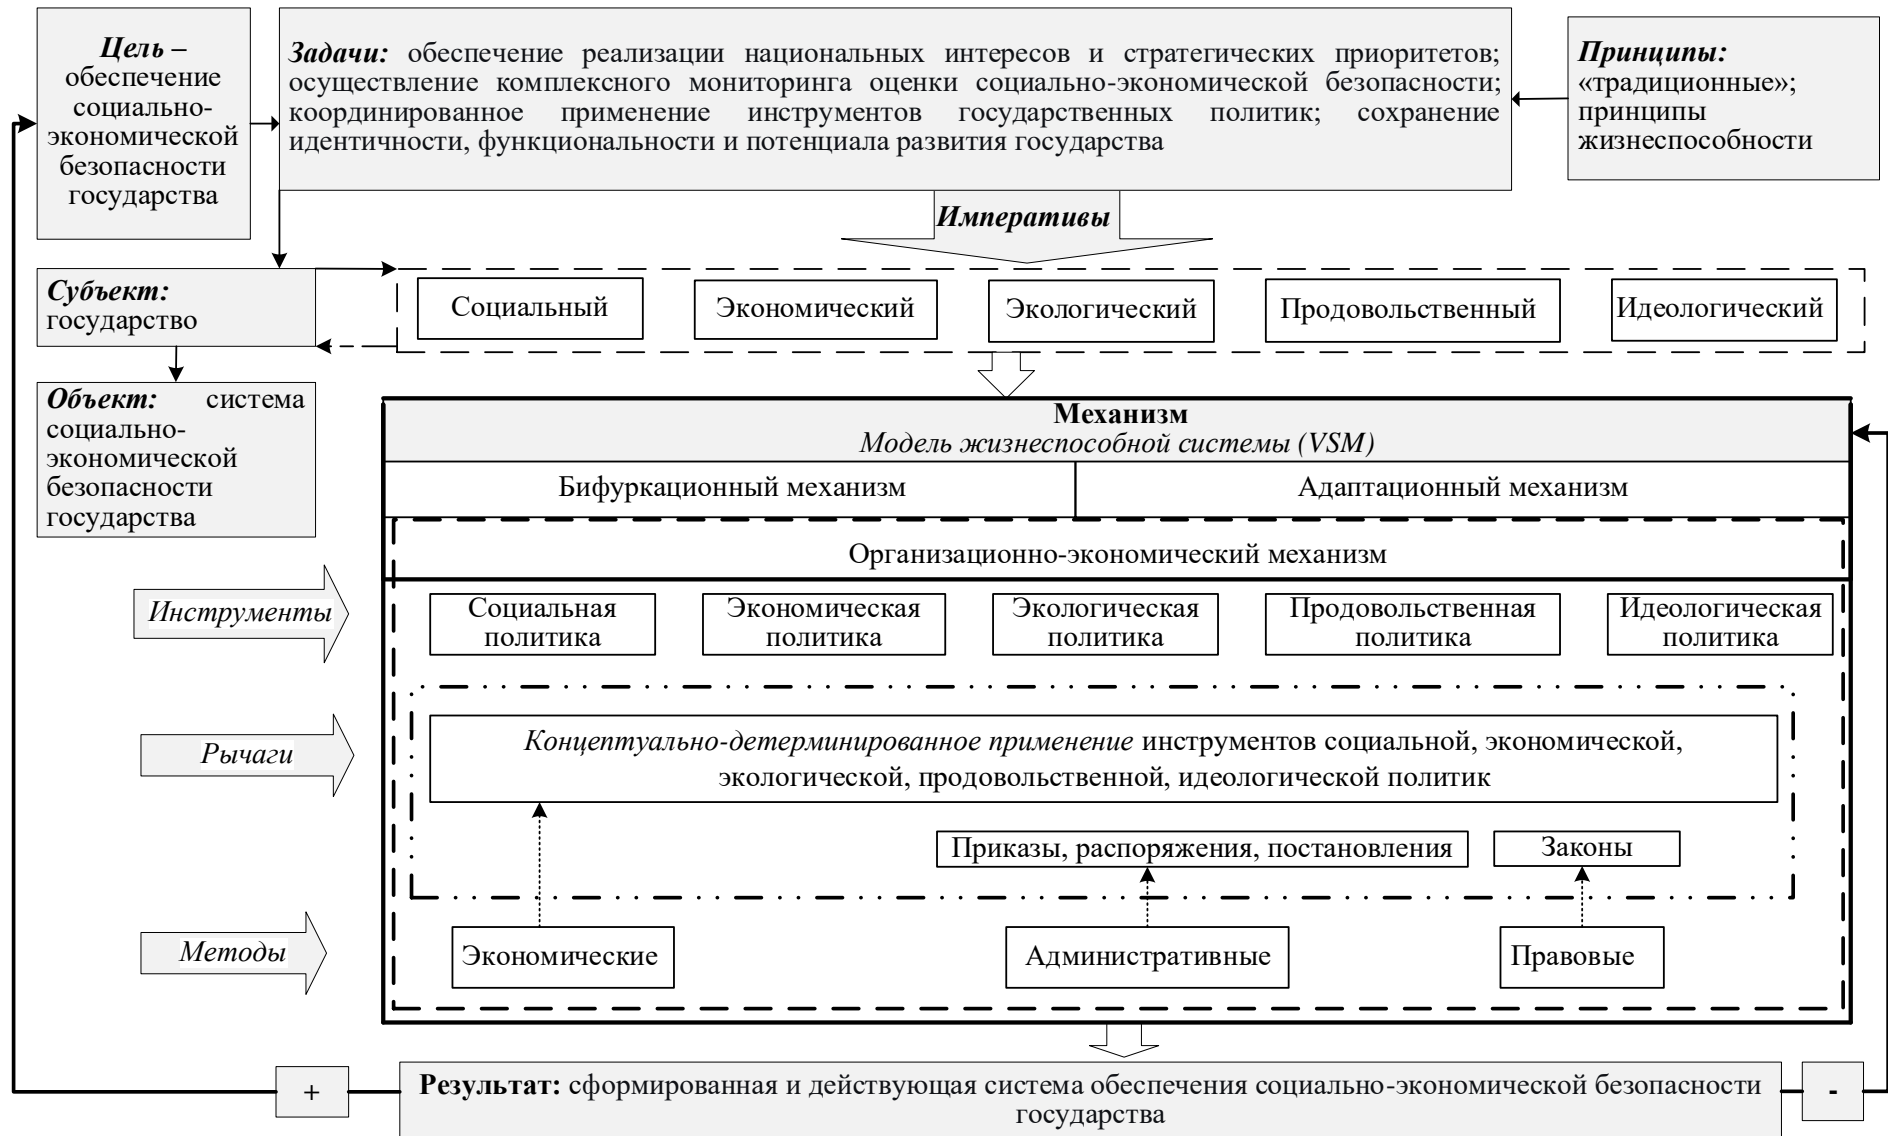 Цель –
обеспечение
социально-
экономической
безопасности
государства
Задачи: обеспечение реализации национальных интересов и стратегических приоритетов;
осуществление комплексного мониторинга оценки социально-экономической безопасности;
координированное применение инструментов государственных политик; сохранение
идентичности, функциональности и потенциала развития государства
Принципы:
«традиционные»;
принципы
жизнеспособности
Императивы
Субъект:
государство
Социальный
Экономический
Экологический
Продовольственный
Идеологический
Объект: система
социально-
экономической
безопасности
государства
Механизм
Модель жизнеспособной системы (VSM)
Бифуркационный механизм
Адаптационный механизм
Организационно-экономический механизм
Инструменты
Социальная
политика
Экономическая
политика
Экологическая
политика
Продовольственная
политика
Идеологическая
политика
Рычаги
Концептуально-детерминированное применение инструментов социальной, экономической,
экологической, продовольственной, идеологической политик
Приказы, распоряжения, постановления
Законы
Методы
Экономические
Административные
Правовые
+
Результат: сформированная и действующая система обеспечения социально-экономической безопасности
государства
-